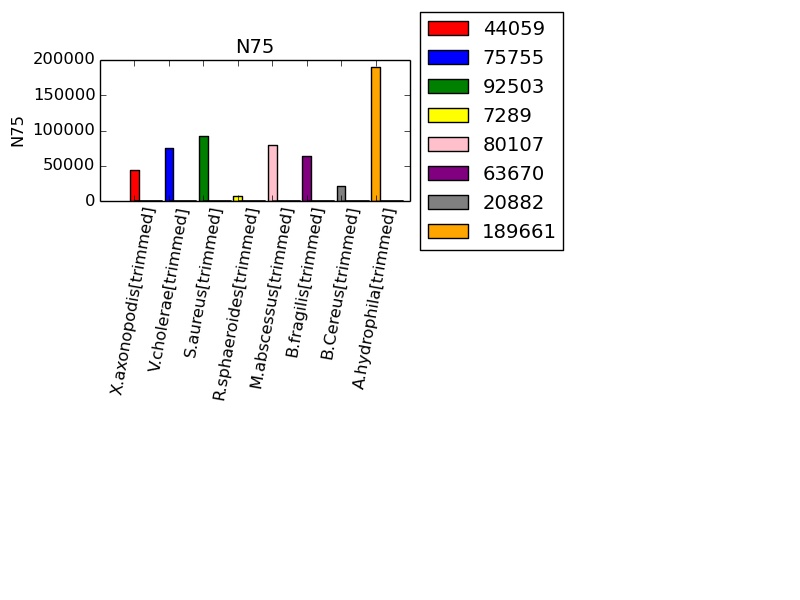 N75
N75
200000
150000
100000
50000
0
X.axonopodis[trimmed]
V.cholerae[trimmed]
S.aureus[trimmed]
R.sphaeroides[trimmed]
M.abscessus[trimmed]
B.fragilis[trimmed]
B.Cereus[trimmed]
A.hydrophila[trimmed]
44059
75755
92503
7289
80107
63670
20882
189661